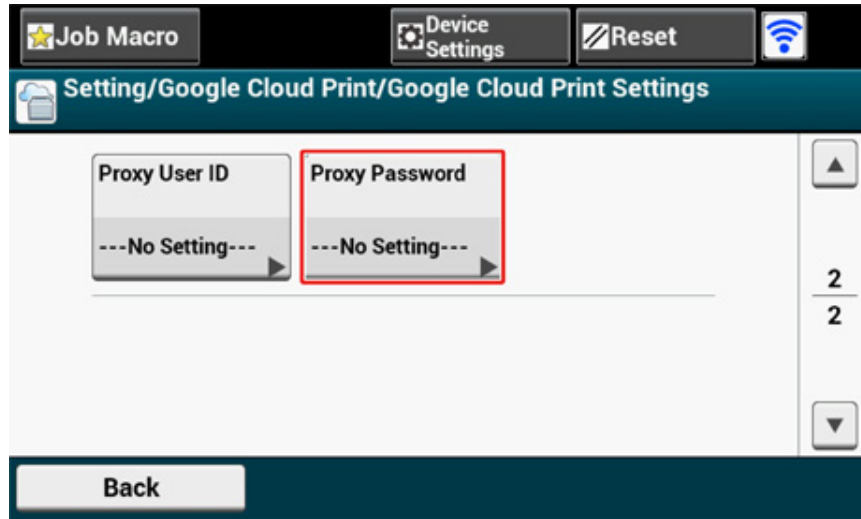 Job Macro
Device
Settings
Reset
Setting/Google Cloud Print/Google Cloud Print Settings
Proxy User ID
Proxy Password
---No Setting---
---No Setting---
2
2
Back